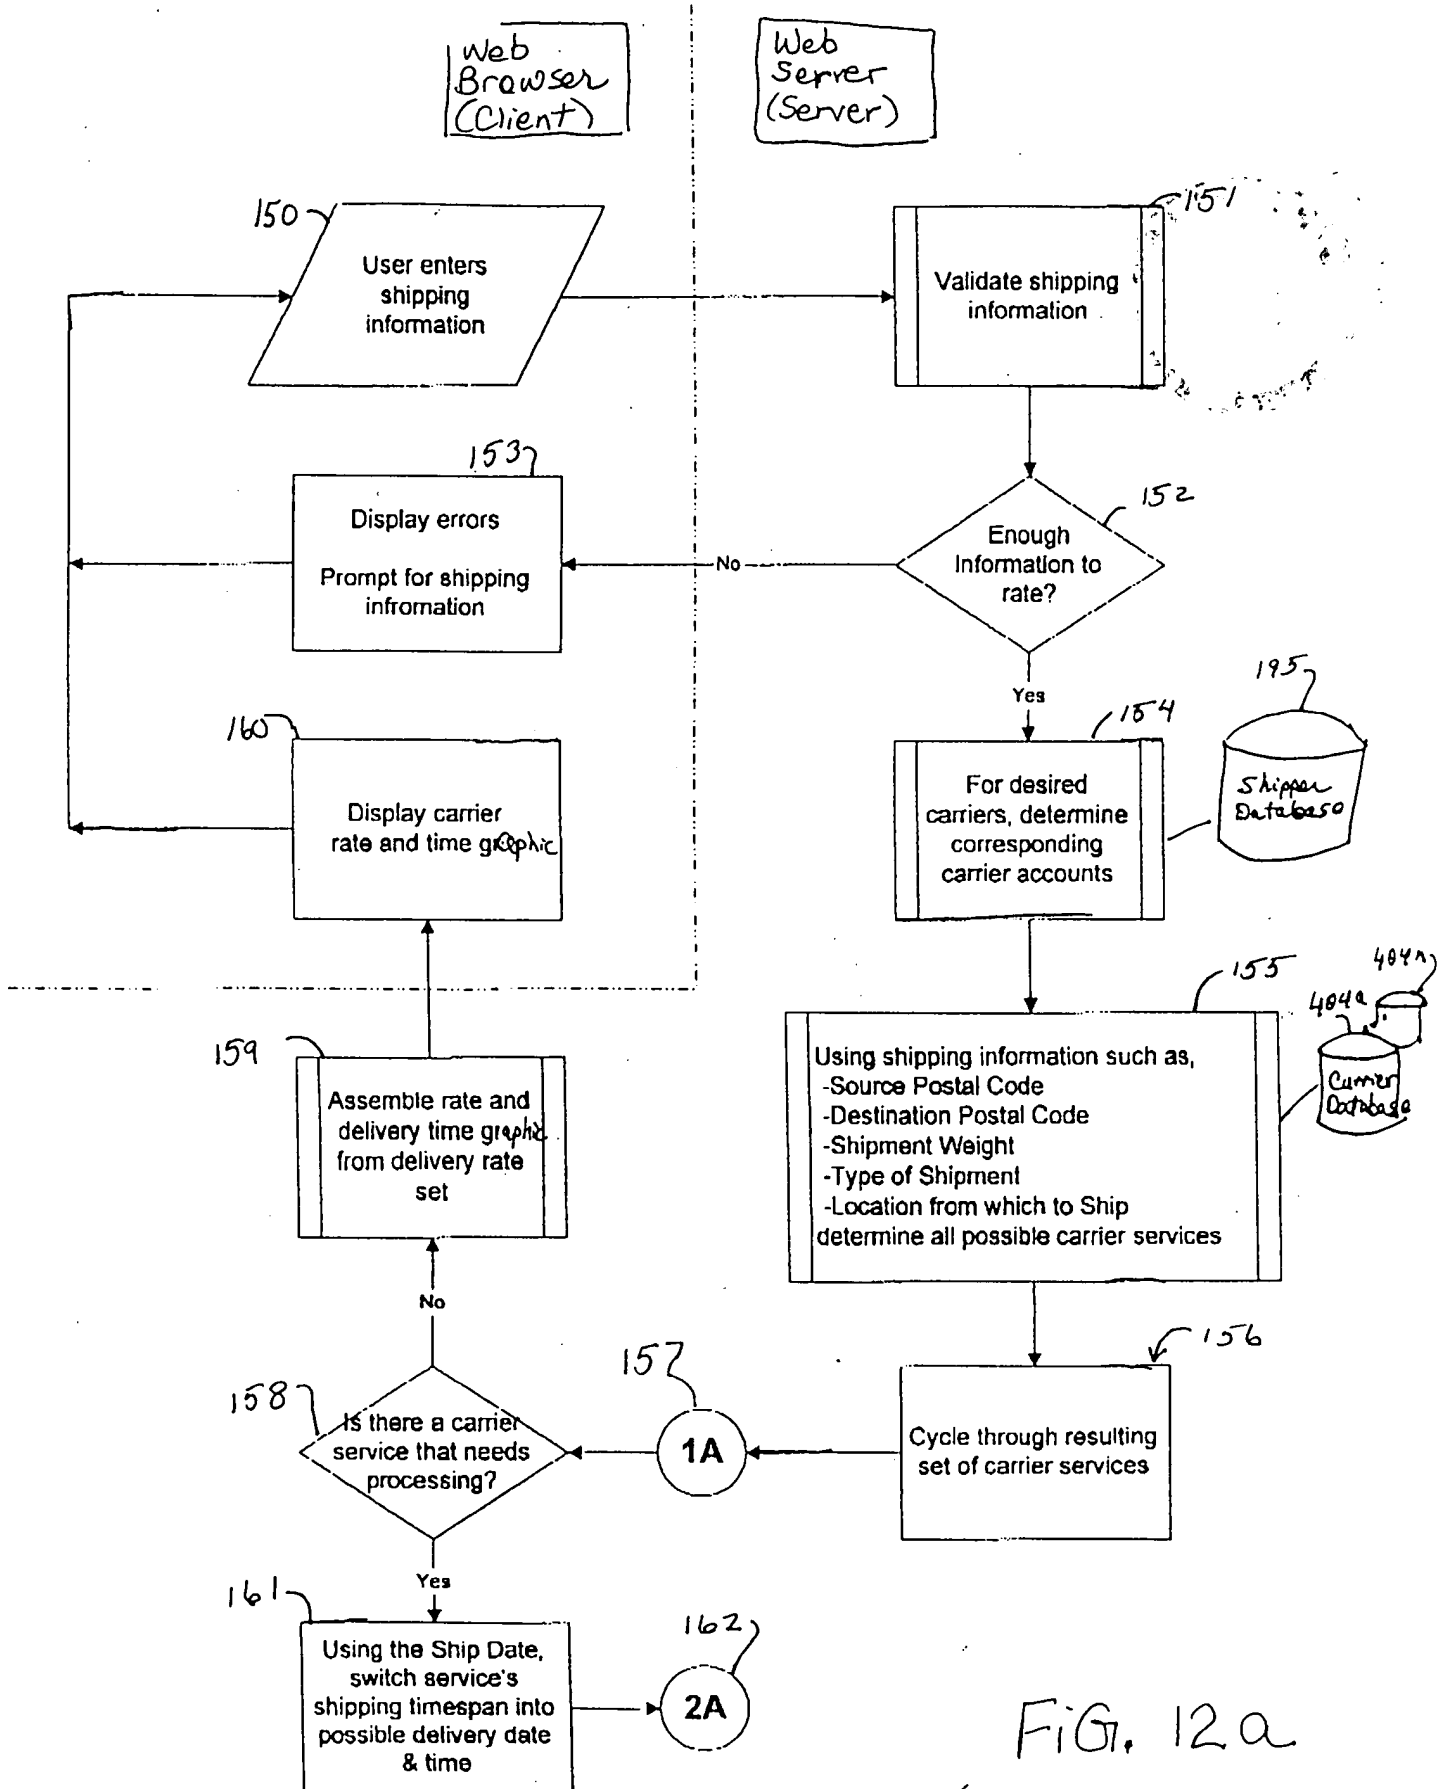 Web
Browser
(Client)
Web
Server
(Server)
150
User enters
shipping
information
151
Validate shipping
information
153
Display errors
Prompt for shipping
infromation
No
152
Enough
Information to
rate?
Yes
160
Display carrier
rate and time graphic
154
For desired
carriers, determine
corresponding
carrier accounts
195
Shipper
Database
155
Using shipping information such as,
-Source Postal Code
-Destination Postal Code
-Shipment Weight
-Type of Shipment
-Location from which to Ship
determine all possible carrier services
404a
404n
Carrier
Database
159
Assemble rate and
delivery time graphic
from delivery rate
set
No
158
Is there a carrier
service that needs
processing?
157
1A
156
Cycle through resulting
set of carrier services
Yes
161
Using the Ship Date,
switch service's
shipping timespan into
possible delivery date
& time
162
2A
FiG. 12a